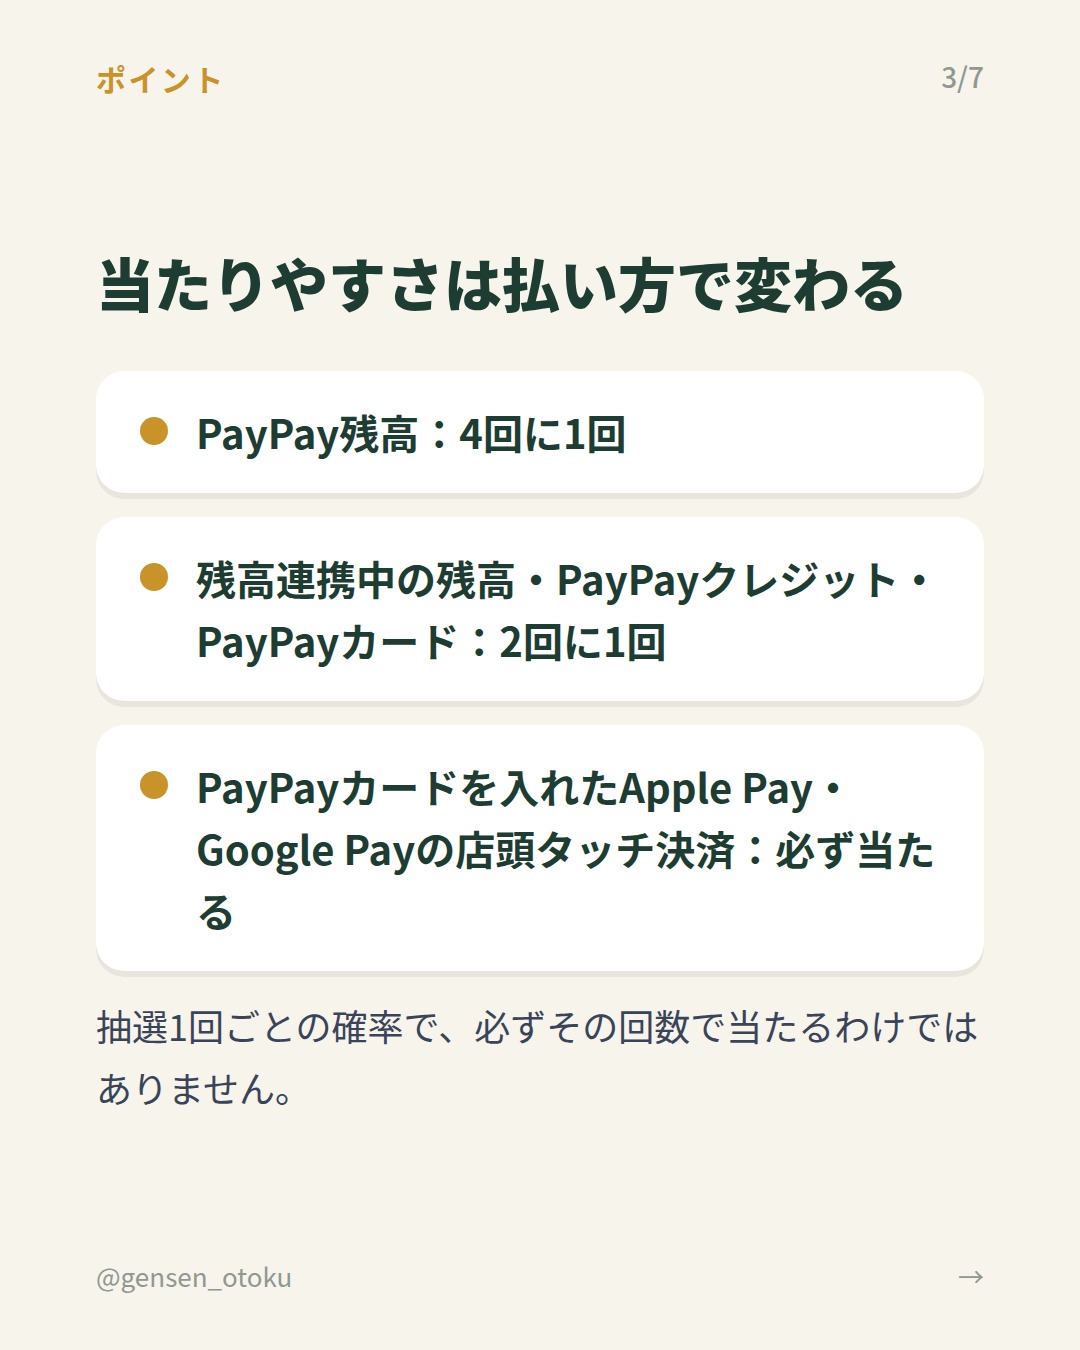 ポイント
3/7
当たりやすさは払い方で変わる
PayPay残高：4回に1回
残高連携中の残高・PayPayクレジット・
PayPayカード：2回に1回
PayPayカードを入れたApple Pay・
Google Payの店頭タッチ決済：必ず当た
る
抽選1回ごとの確率で、必ずその回数で当たるわけでは
ありません。
@gensen_otoku
→